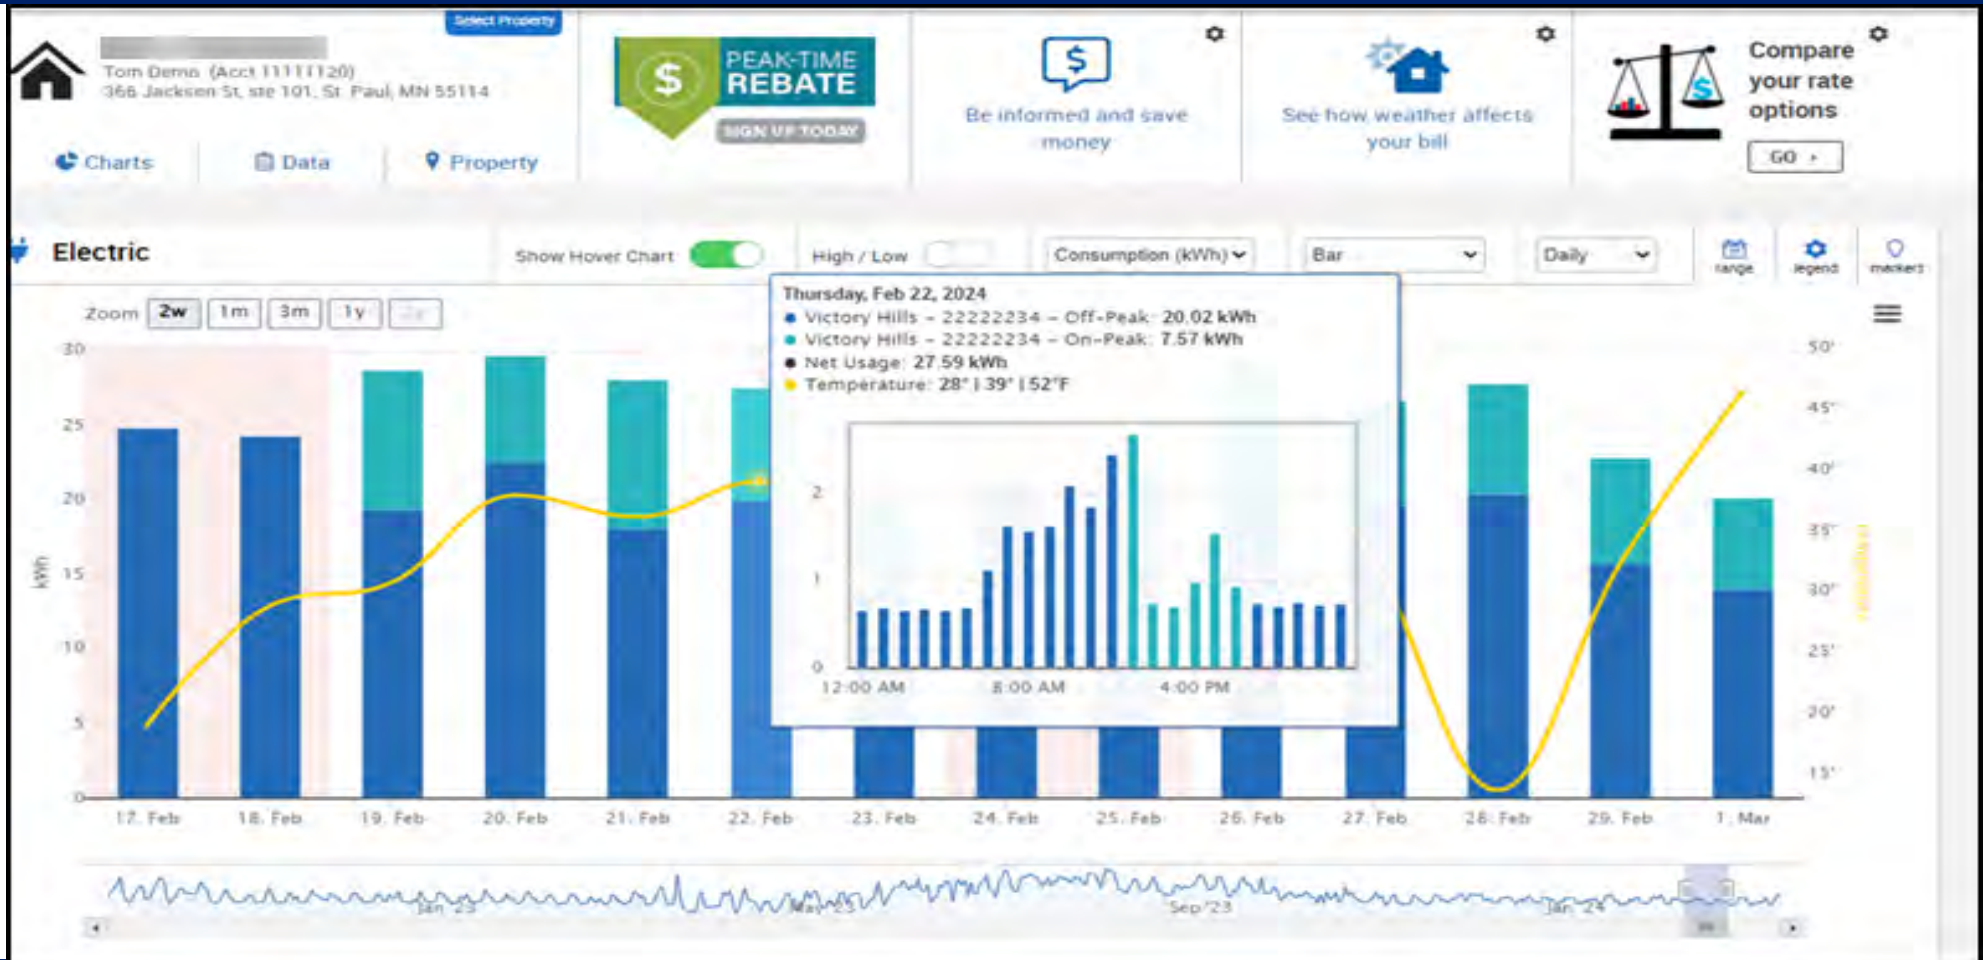 Select Property
Tom Demo (Acct 11111120)
366 Jackson St, ste 101, St. Paul, MN 55114
Charts
Data
Property
PEAK-TIME
REBATE
SIGN UP TODAY
Be informed and save
money
See how weather affects
your bill
Compare
your rate
options
GO
Electric
Show Hover Chart
High / Low
Consumption (kWh)
Bar
Daily
range
legend
markers
Zoom 2w 1m 3m 1y
Thursday, Feb 22, 2024
Victory Hills - 22222234 - Off-Peak: 20.02 kWh
Victory Hills - 22222234 - On-Peak: 7.57 kWh
Net Usage: 27.59 kWh
Temperature: 28° | 39° | 52°F
2
1
0
12:00 AM 8:00 AM 4:00 PM
30
25
20
15
10
5
0
kWh
50°
45°
40°
35°
30°
25°
20°
15°
17. Feb 18. Feb 19. Feb 20. Feb 21. Feb 22. Feb 23. Feb 24. Feb 25. Feb 26. Feb 27. Feb 28. Feb 29. Feb 1. Mar
Jan '23 May '23 Sep '23 Jan '24